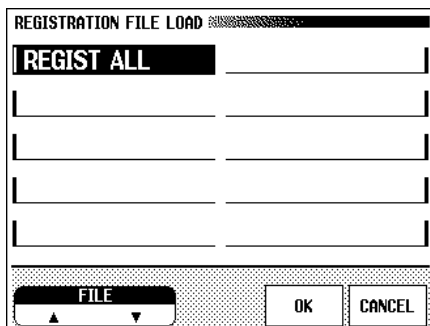 REGISTRATION FILE LOAD
REGIST ALL
FILE
▲ ▼
OK
CANCEL